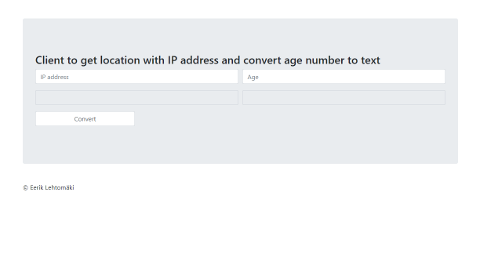 Client to get location with IP address and convert age number to text
IP address
Age
Convert
© Eerik Lehtomäki